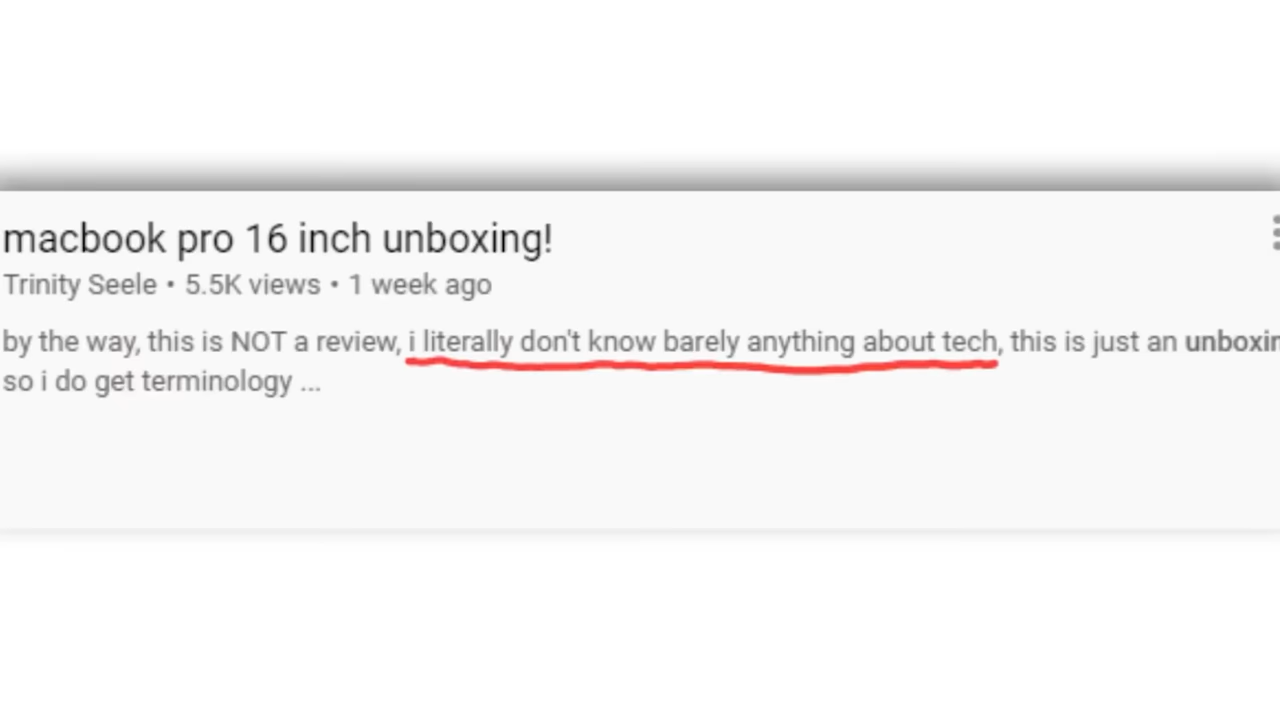 macbook pro 16 inch unboxing!
Trinity Seele • 5.5K views • 1 week ago
by the way, this is NOT a review, i literally don't know barely anything about tech, this is just an
so i do get terminology ...